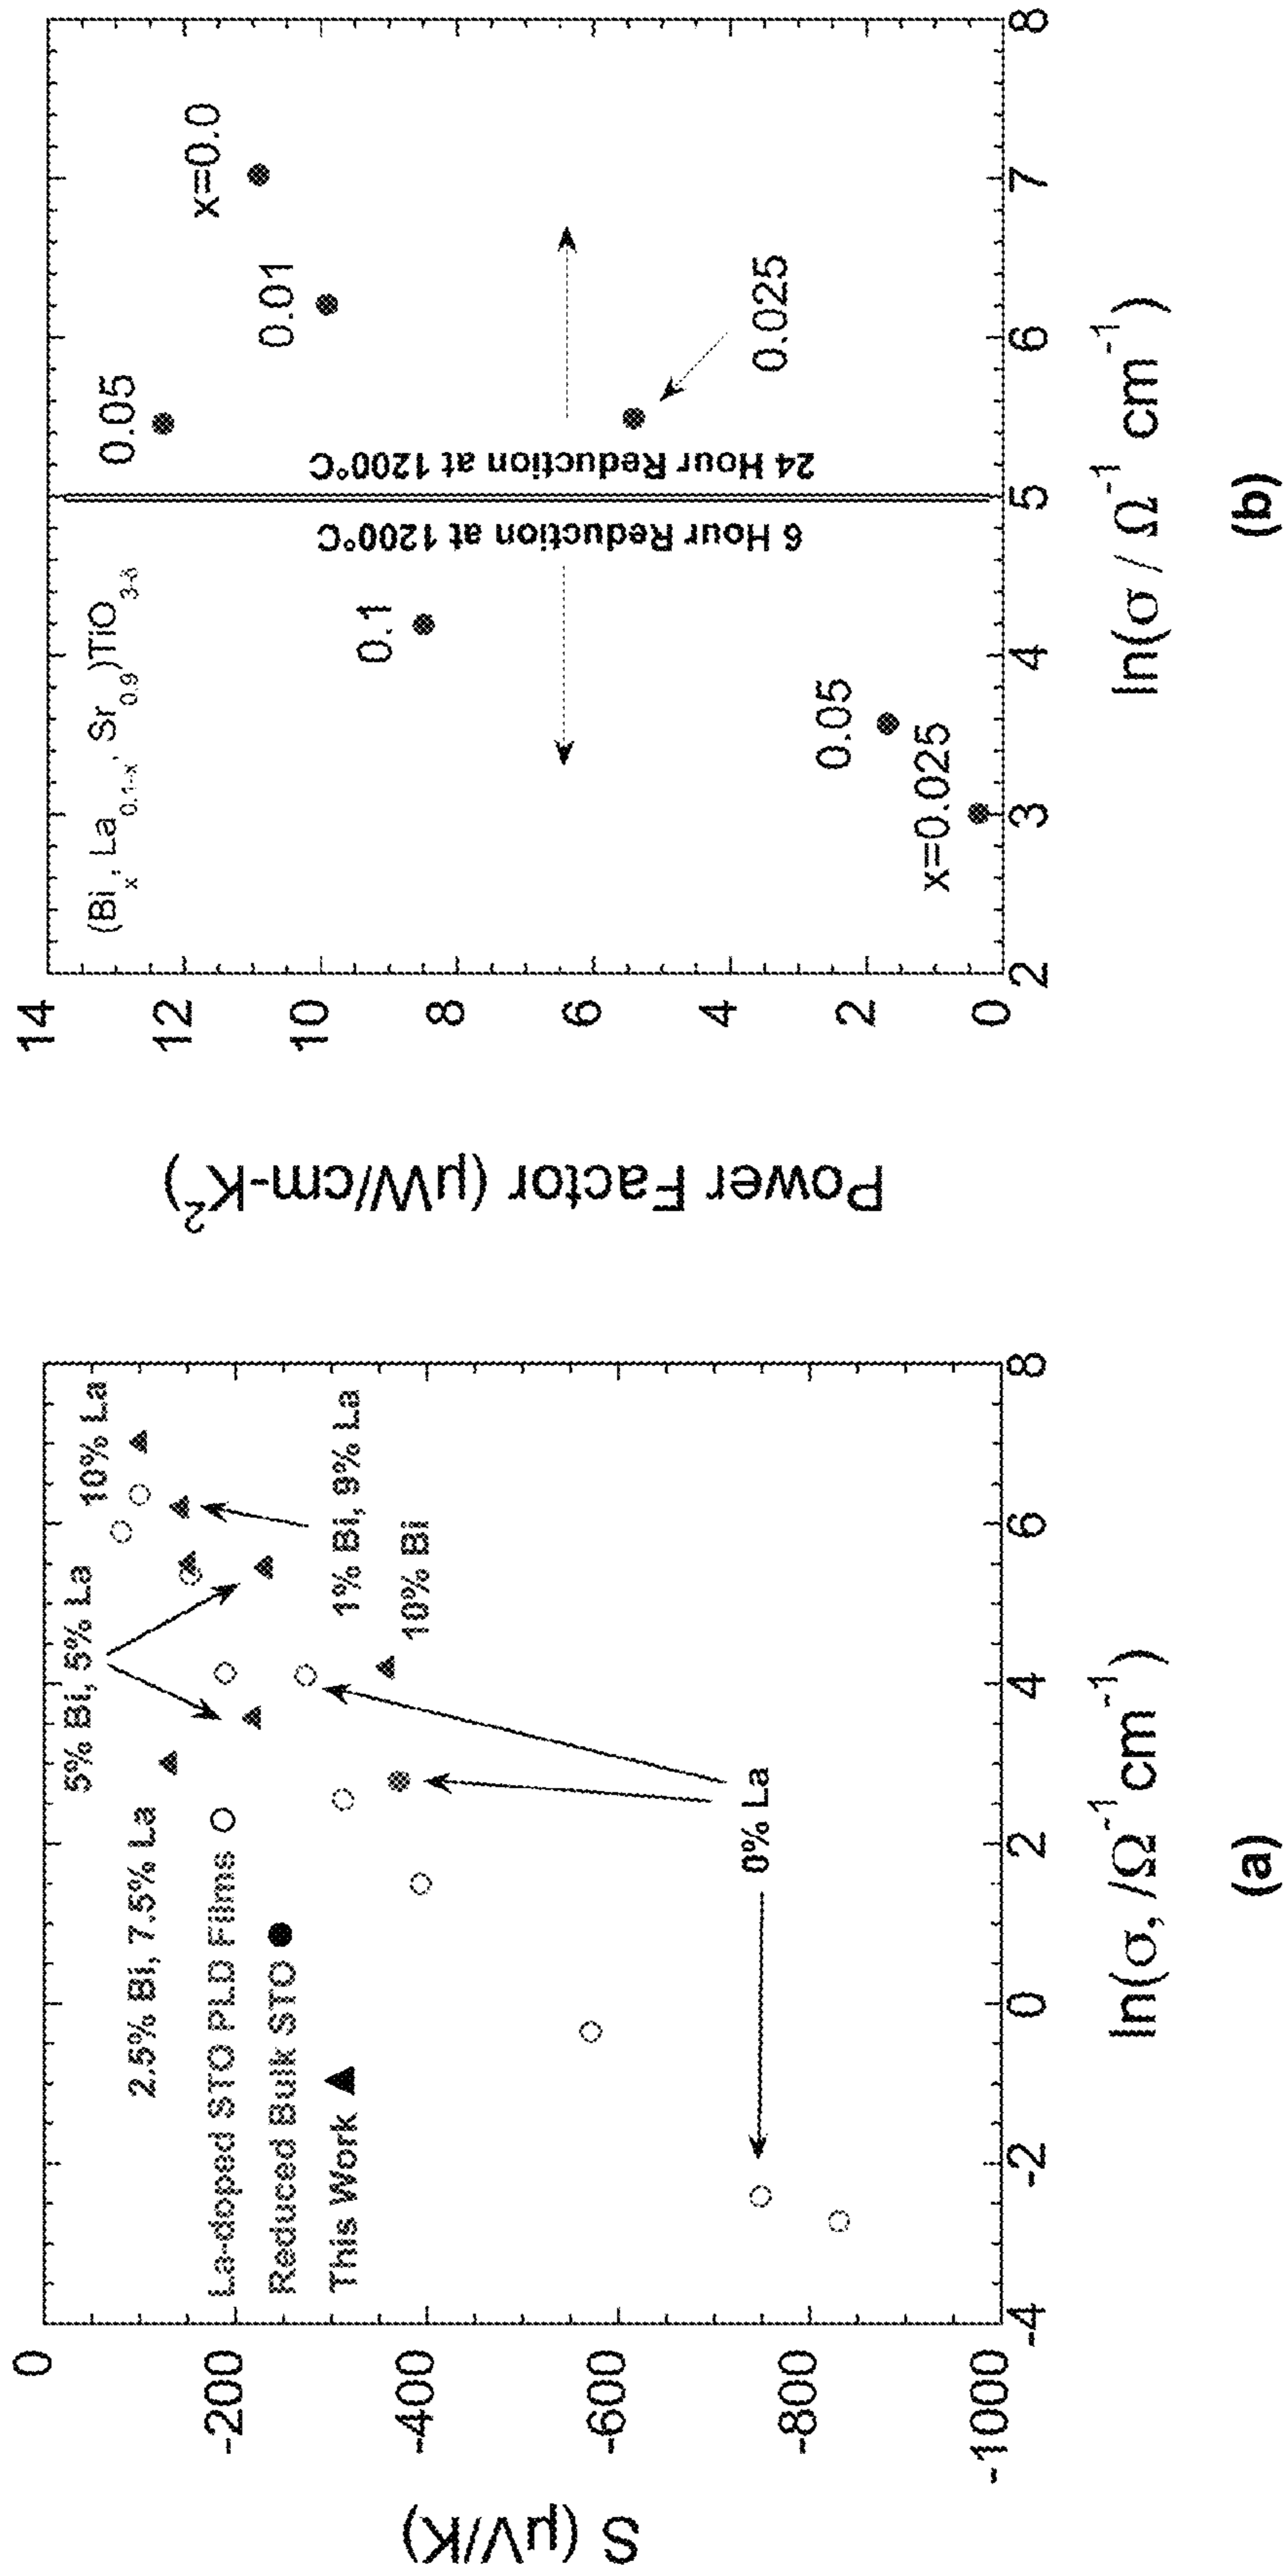 0
-200
-400
-600
-800
-1000
S (µV/K)
-4
-2
0
2
4
6
8
ln(σ, /Ω⁻¹ cm⁻¹)
5% Bi, 5% La
10% La
2.5% Bi, 7.5% La
La-doped STO PLD Films
Reduced Bulk STO
This Work
1% Bi, 9% La
10% Bi
0% La
(a)
14
12
10
8
6
4
2
0
Power Factor (µW/cm-K²)
2
3
4
5
6
7
8
ln(σ / Ω⁻¹ cm⁻¹)
(Biₓ, La₀.₁₋ₓ, Sr₀.₉)TiO₃₋δ
0.05
x=0.0
0.01
0.1
6 Hour Reduction at 1200°C
24 Hour Reduction at 1200°C
0.025
0.05
x=0.025
(b)